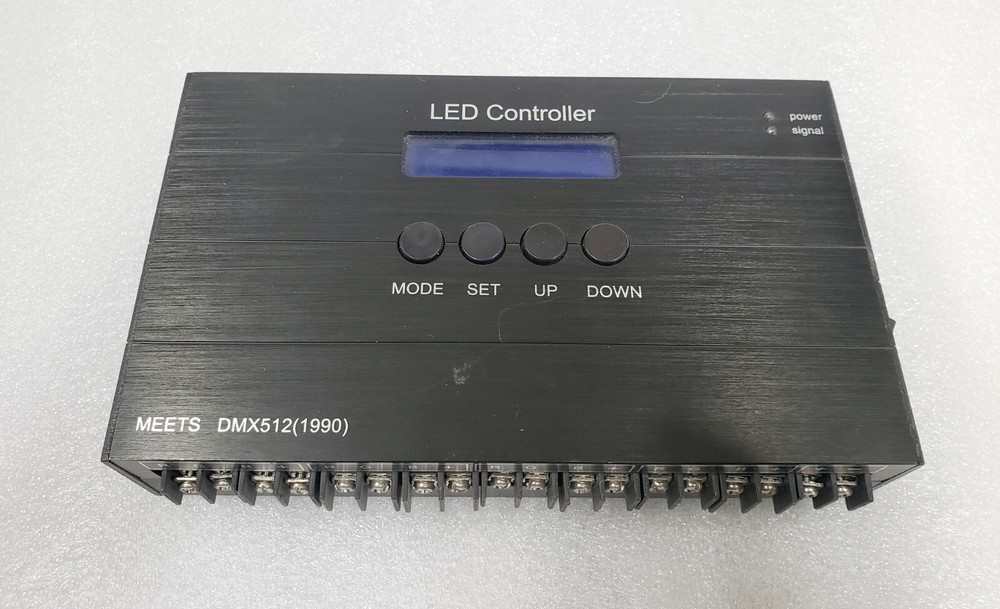 LED Controller
power
signal
MODE SET UP DOWN
MEETS DMX512(1990)